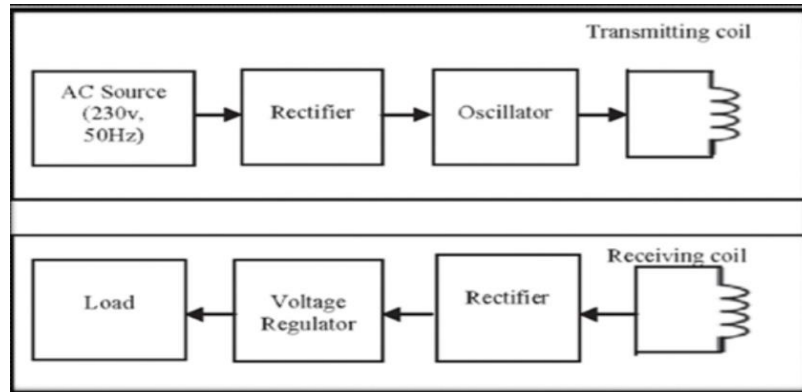 Transmitting coil
AC Source
(230v,
50Hz)
Rectifier
Oscillator
Receiving coil
Load
Voltage
Regulator
Rectifier